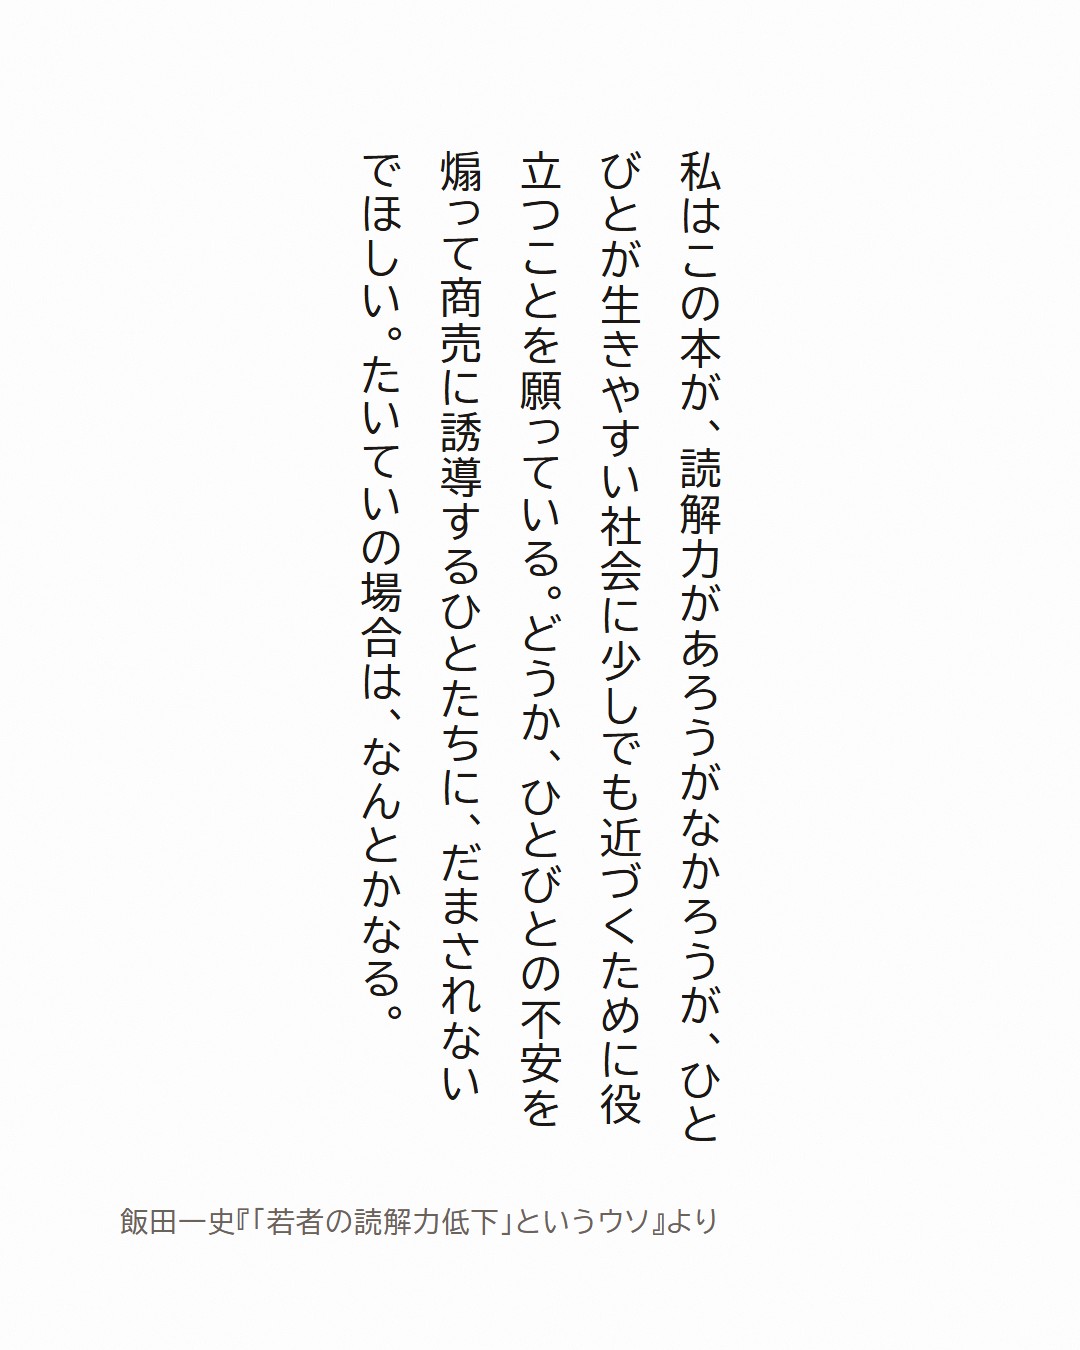 私はこの本が、読解力があろうがなかろうが、ひと
びとが生きやすい社会に少しでも近づくために役
立つことを願っている。どうか、ひとびとの不安を
煽って商売に誘導するひとたちに、だまされない
でほしい。たいていの場合は、なんとかなる。
飯田一史『「若者の読解力低下」というウソ』より